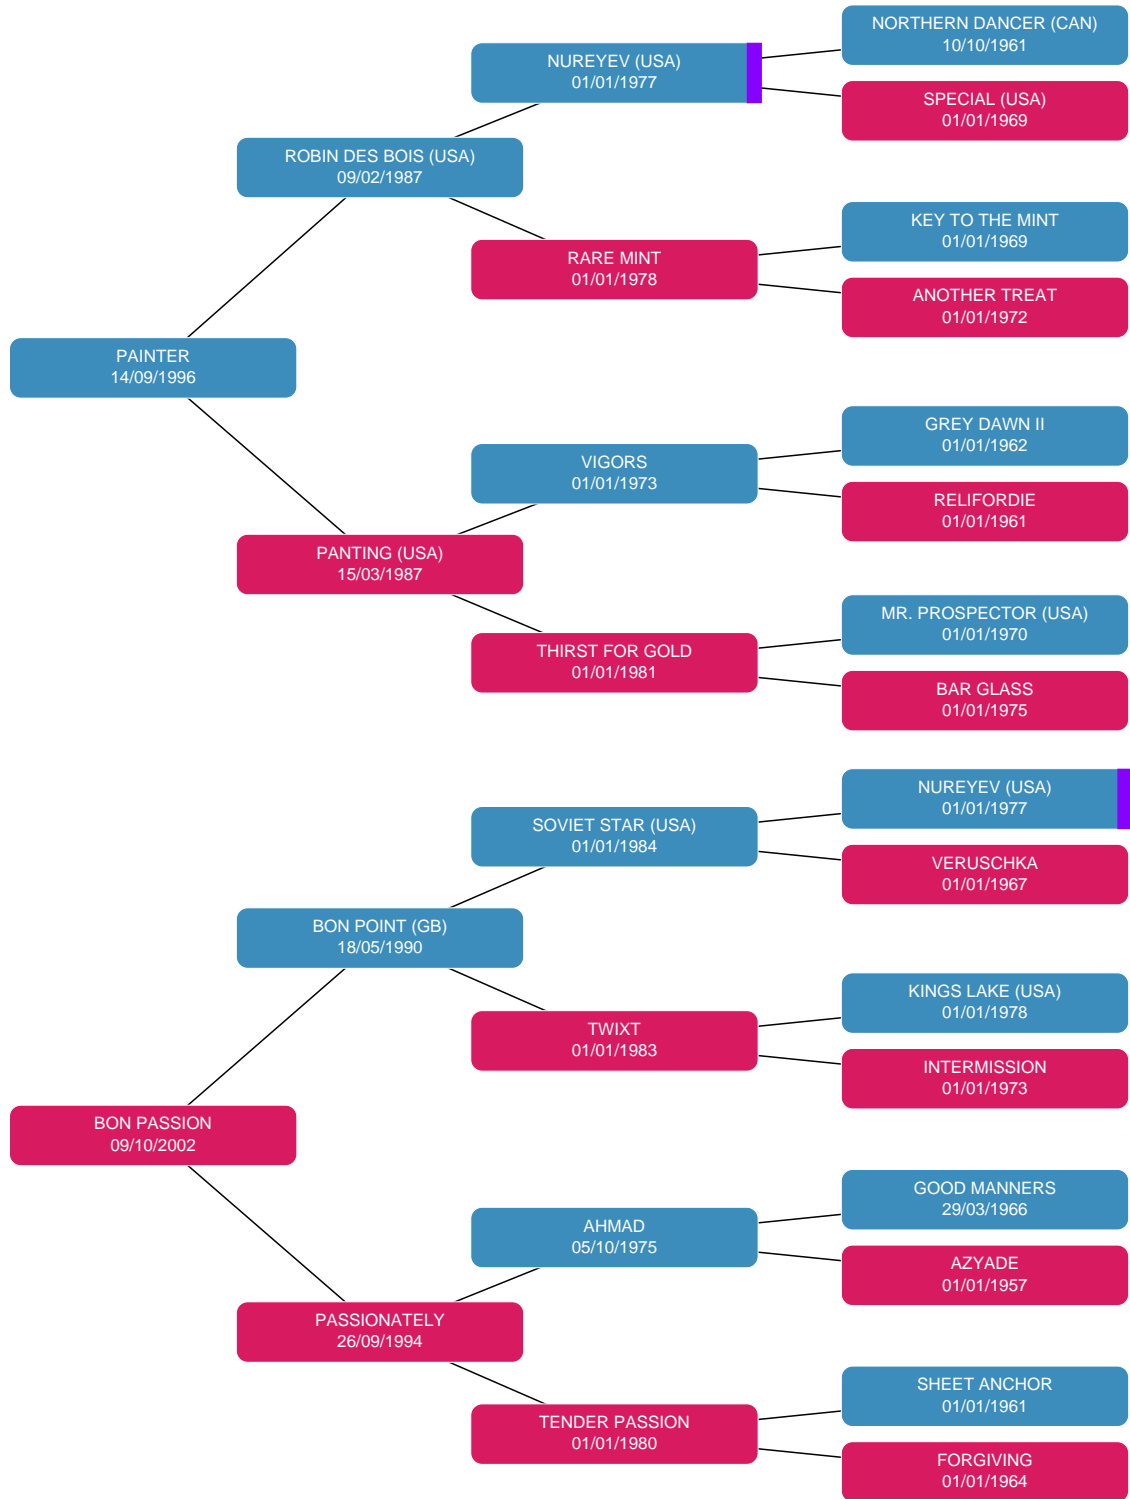 NORTHERN DANCER (CAN)
10/10/1961
NUREYEV (USA)
01/01/1977
SPECIAL (USA)
01/01/1969
ROBIN DES BOIS (USA)
09/02/1987
KEY TO THE MINT
01/01/1969
RARE MINT
01/01/1978
ANOTHER TREAT
01/01/1972
PAINTER
14/09/1996
GREY DAWN II
01/01/1962
VIGORS
01/01/1973
RELIFORDIE
01/01/1961
PANTING (USA)
15/03/1987
MR. PROSPECTOR (USA)
01/01/1970
THIRST FOR GOLD
01/01/1981
BAR GLASS
01/01/1975
NUREYEV (USA)
01/01/1977
SOVIET STAR (USA)
01/01/1984
VERUSCHKA
01/01/1967
BON POINT (GB)
18/05/1990
KINGS LAKE (USA)
01/01/1978
TWIXT
01/01/1983
INTERMISSION
01/01/1973
BON PASSION
09/10/2002
GOOD MANNERS
29/03/1966
AHMAD
05/10/1975
AZYADE
01/01/1957
PASSIONATELY
26/09/1994
SHEET ANCHOR
01/01/1961
TENDER PASSION
01/01/1980
FORGIVING
01/01/1964